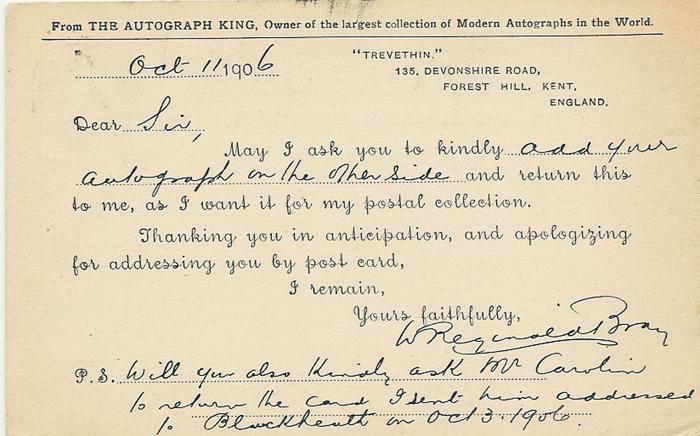 From THE AUTOGRAPH KING, Owner of the largest collection of Modern Autographs in the World.
"TREVETHIN."
Oct 11 1906
135, DEVONSHIRE ROAD,
FOREST HILL, KENT,
ENGLAND.
Dear Sir,
May I ask you to kindly add your
autograph on the other side and return this
to me, as I want it for my postal collection.
Thanking you in anticipation, and apologizing
for addressing you by post card,
I remain,
Yours faithfully,
W Reginald Bray
P.S. Will you also kindly ask Mr Carolin
to return the card I sent him addressed
to Blackheath on Oct 3. 1906.